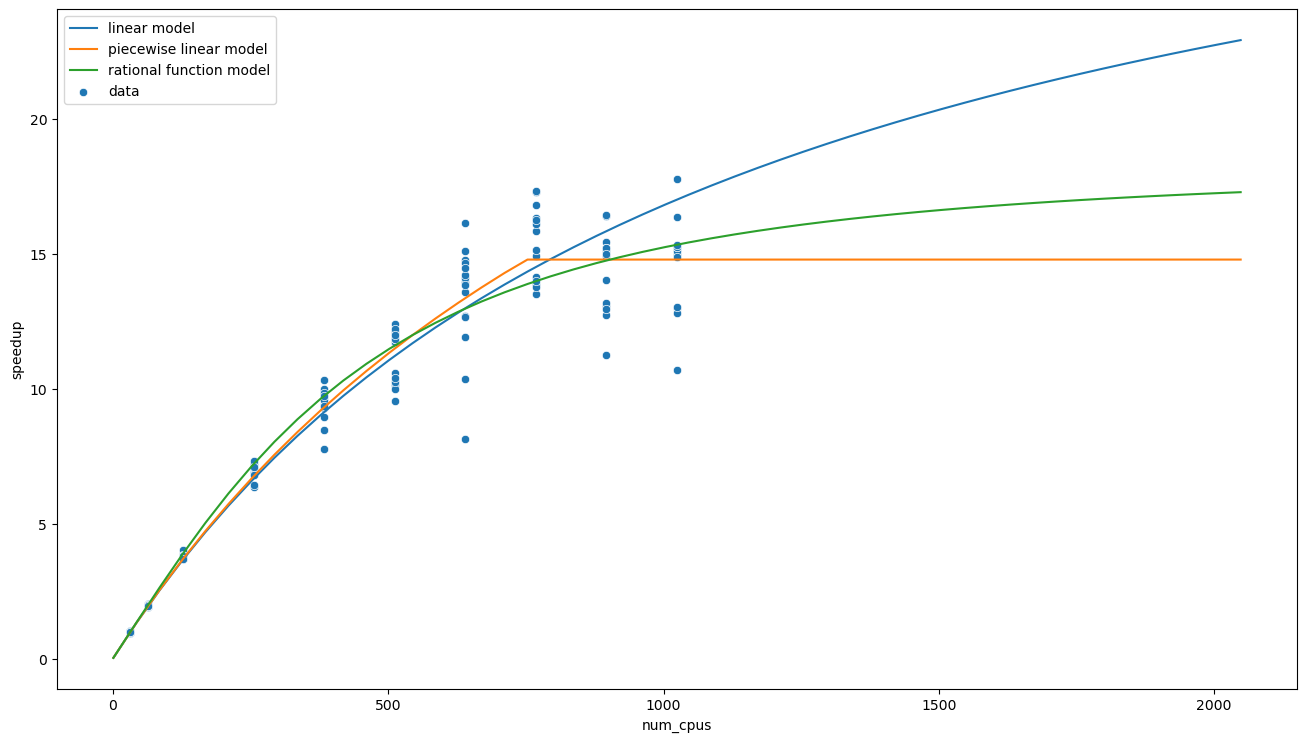 linear model
piecewise linear model
rational function model
data
speedup
20
15
10
5
0
0 500 1000 1500 2000
num_cpus